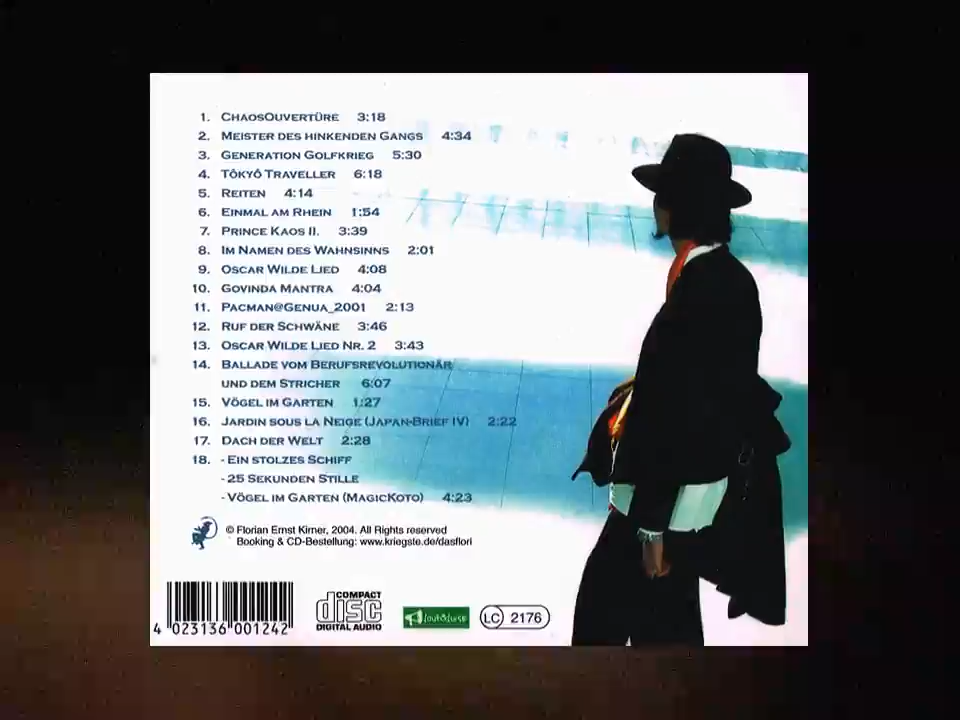 1. ChaosOuvertüre 3:18
2. Meister des hinkenden Gangs 4:34
3. Generation Golfkrieg 5:30
4. Tôkyô Traveller 6:18
5. Reiten 4:14
6. Einmal am Rhein 1:54
7. Prince Kaos II. 3:39
8. Im Namen des Wahnsinns 2:01
9. Oscar Wilde Lied 4:08
10. Govinda Mantra 4:04
11. Pacman@Genua_2001 2:13
12. Ruf der Schwäne 3:46
13. Oscar Wilde Lied Nr. 2 3:43
14. Ballade vom Berufsrevolutionär
und dem Stricher 6:07
15. Vögel im Garten 1:27
16. Jardin sous la Neige (Japan-Brief IV) 2:22
17. Dach der Welt 2:28
18. - Ein stolzes Schiff
- 25 Sekunden Stille
- Vögel im Garten (MagicKoto) 4:23
© Florian Ernst Kirner, 2004. All Rights reserved
Booking & CD-Bestellung: www.kriegste.de/dasflori
4 023136 001242
COMPACT disc DIGITAL AUDIO
LC 2176